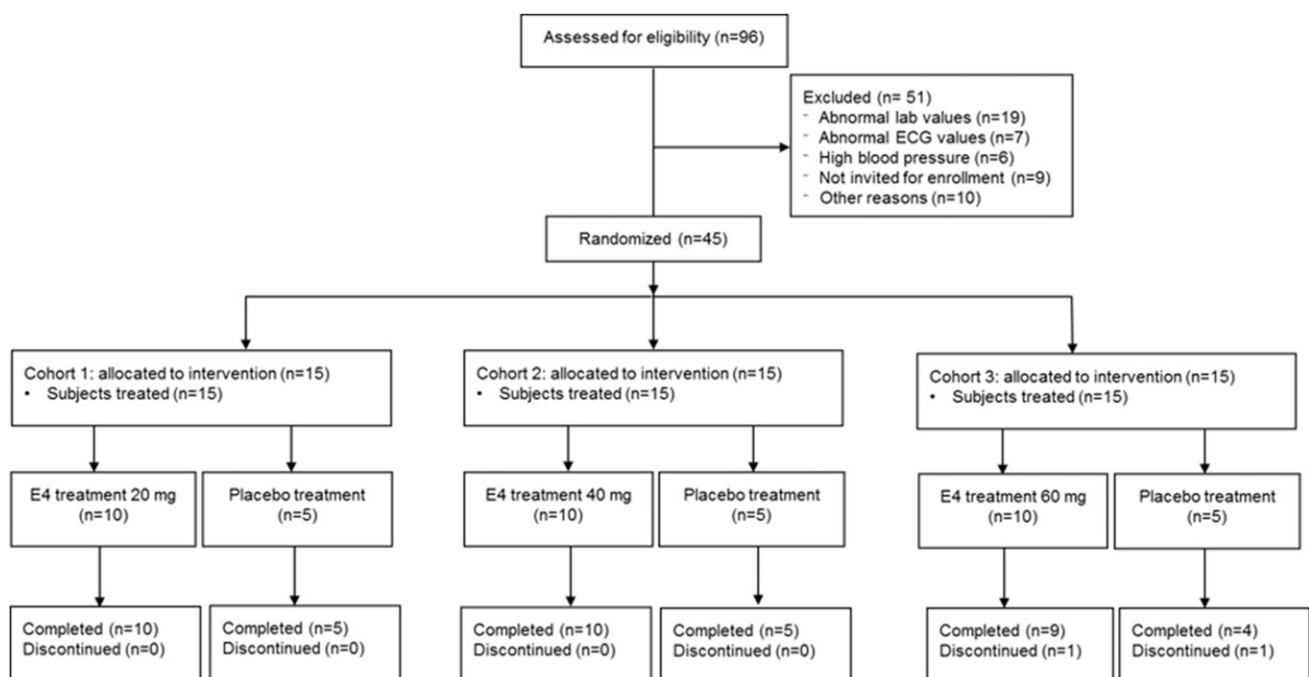 Assessed for eligibility (n=96)
Excluded (n= 51)
- Abnormal lab values (n=19)
- Abnormal ECG values (n=7)
- High blood pressure (n=6)
- Not invited for enrollment (n=9)
- Other reasons (n=10)
Randomized (n=45)
Cohort 1: allocated to intervention (n=15)
• Subjects treated (n=15)
Cohort 2: allocated to intervention (n=15)
• Subjects treated (n=15)
Cohort 3: allocated to intervention (n=15)
• Subjects treated (n=15)
E4 treatment 20 mg
(n=10)
Placebo treatment
(n=5)
E4 treatment 40 mg
(n=10)
Placebo treatment
(n=5)
E4 treatment 60 mg
(n=10)
Placebo treatment
(n=5)
Completed (n=10)
Discontinued (n=0)
Completed (n=5)
Discontinued (n=0)
Completed (n=10)
Discontinued (n=0)
Completed (n=5)
Discontinued (n=0)
Completed (n=9)
Discontinued (n=1)
Completed (n=4)
Discontinued (n=1)